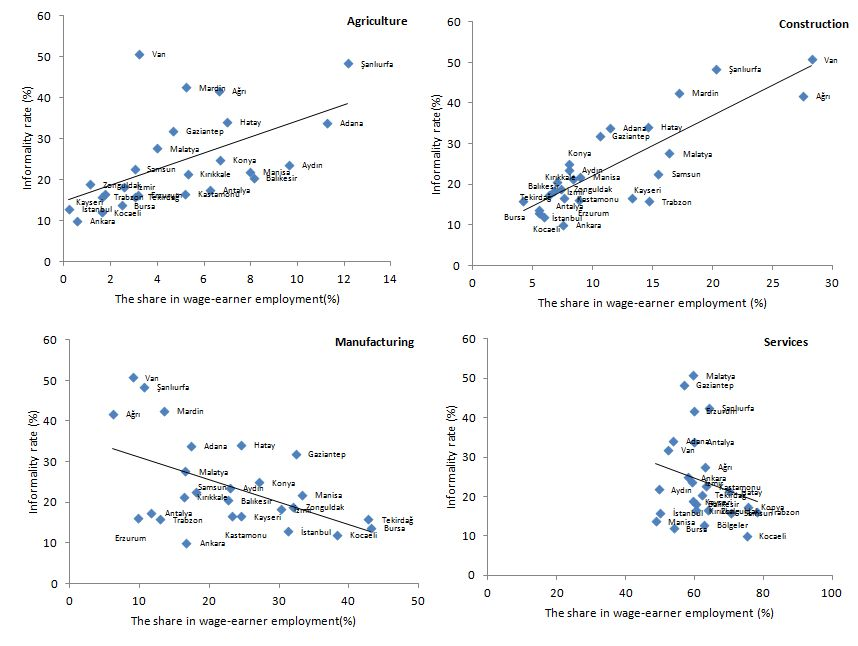 Agriculture
Informality rate (%)
60
50
40
30
20
10
0
Van
Şanlıurfa
Mardin
Ağrı
Hatay
Adana
Gaziantep
Malatya
Konya
Aydın
Samsun
Kırıkkale
Manisa
Balıkesir
Zonguldak
İzmir
Antalya
Kastamonu
Trabzon
Tekirdağ
Kayseri
Bursa
İstanbul
Kocaeli
Ankara
0 2 4 6 8 10 12 14
The share in wage-earner employment(%)
Construction
Informality rate(%)
60
50
40
30
20
10
0
Van
Şanlıurfa
Mardin
Ağrı
Adana
Hatay
Gaziantep
Konya
Malatya
Aydın
Kırıkkale
Manisa
Samsun
Balıkesir
Zonguldak
İzmir
Kayseri
Tekirdağ
Kastamonu
Trabzon
Antalya
Erzurum
Bursa
İstanbul
Kocaeli
Ankara
0 5 10 15 20 25 30
The share in wage-earner employment (%)
Manufacturing
Informality rate (%)
60
50
40
30
20
10
0
Van
Şanlıurfa
Ağrı
Mardin
Adana
Hatay
Gaziantep
Malatya
Konya
Samsun
Aydın
Kırıkkale
Balıkesir
Manisa
Zonguldak
İzmir
Antalya
Trabzon
Kayseri
Tekirdağ
Bursa
Erzurum
Kastamonu
İstanbul
Kocaeli
Ankara
0 10 20 30 40 50
The share in wage-earner employment(%)
Services
Informality rate (%)
60
50
40
30
20
10
0
Malatya
Gaziantep
Şanlıurfa
Erzurum
Adana
Antalya
Van
Ağrı
Ankara
İzmir
Kastamonu
Aydın
Hatay
Tekirdağ
Kayseri
Konya
İstanbul
Samsun
Trabzon
Manisa
Bursa
Bölgeler
Kocaeli
0 20 40 60 80 100
The share in wage-earner employment (%)